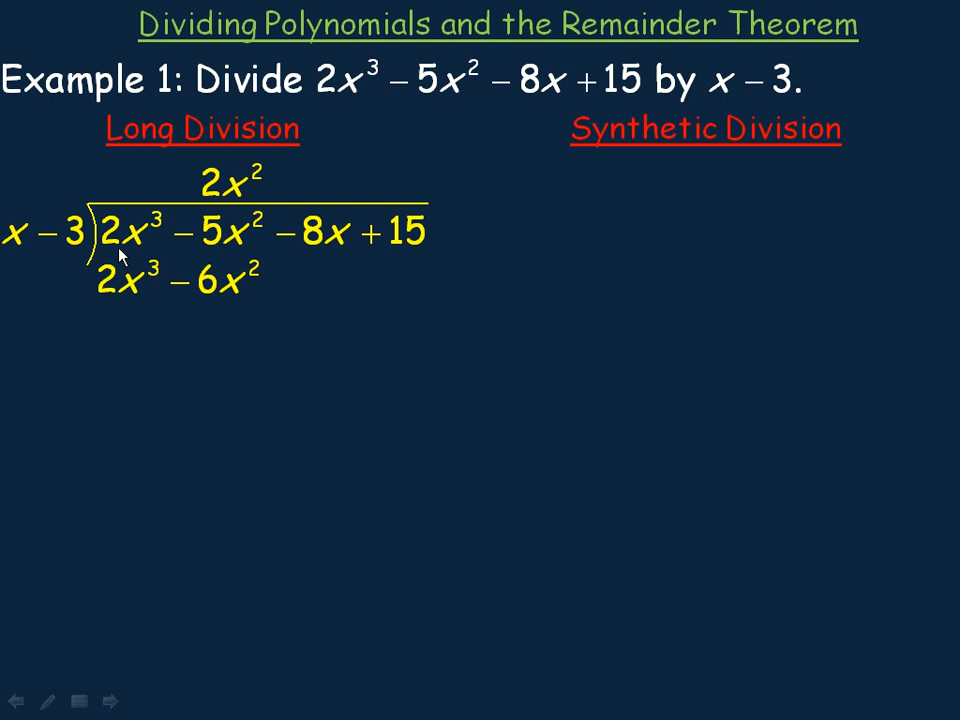 Dividing Polynomials and the Remainder Theorem
Example 1: Divide 2x³ − 5x² − 8x + 15 by x − 3.
Long Division
Synthetic Division
2x²
x − 3)2x³ − 5x² − 8x + 15
2x³ − 6x²